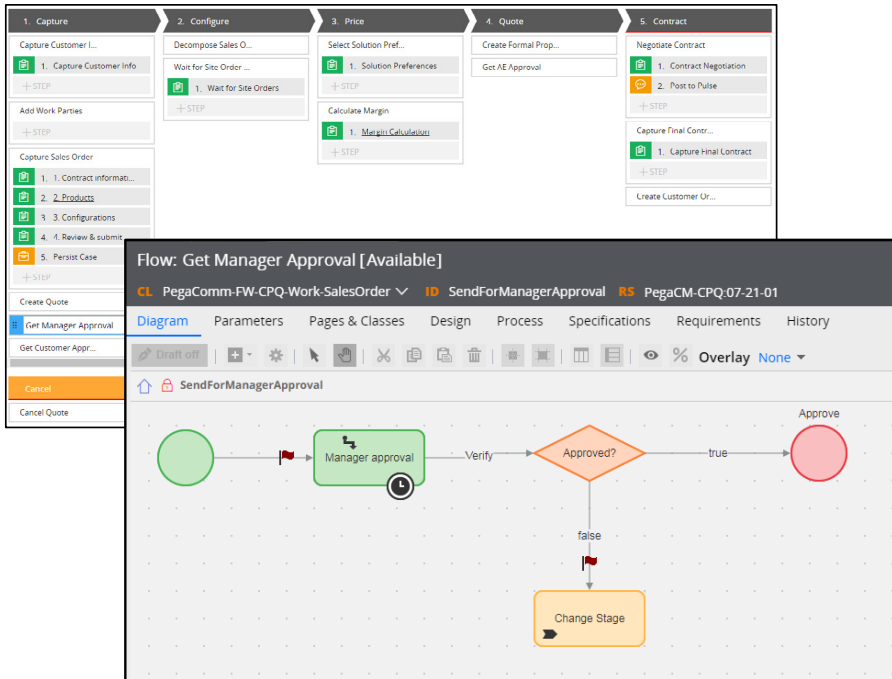 1. Capture
2. Configure
3. Price
4. Quote
5. Contract
Capture Customer I...
1. Capture Customer Info
+ STEP
Add Work Parties
+ STEP
Capture Sales Order
1. 1. Contract Informati...
2. 2. Products
3 3. Configurations
4. 4. Review & submit
5. Persist Case
+ STEP
Create Quote
Get Manager Approval
Get Customer Appr...
Cancel
Cancel Quote
Decompose Sales O...
Wait for Site Order ...
1. Wait for Site Orders
+ STEP
Select Solution Pref...
1. Solution Preferences
+ STEP
Calculate Margin
1. Margin Calculation
+ STEP
Create Formal Prop...
Get AE Approval
Negotiate Contract
1. Contract Negotiation
2. Post to Pulse
+ STEP
Capture Final Contr...
1. Capture Final Contract
+ STEP
Create Customer Or...
Flow: Get Manager Approval [Available]
CL PegaComm-FW-CPQ-Work-SalesOrder ID SendForManagerApproval RS PegaCM-CPQ:07-21-01
Diagram Parameters Pages & Classes Design Process Specifications Requirements History
Draft off Overlay None
SendForManagerApproval
Approve
Manager approval
Verify
Approved?
true
false
Change Stage